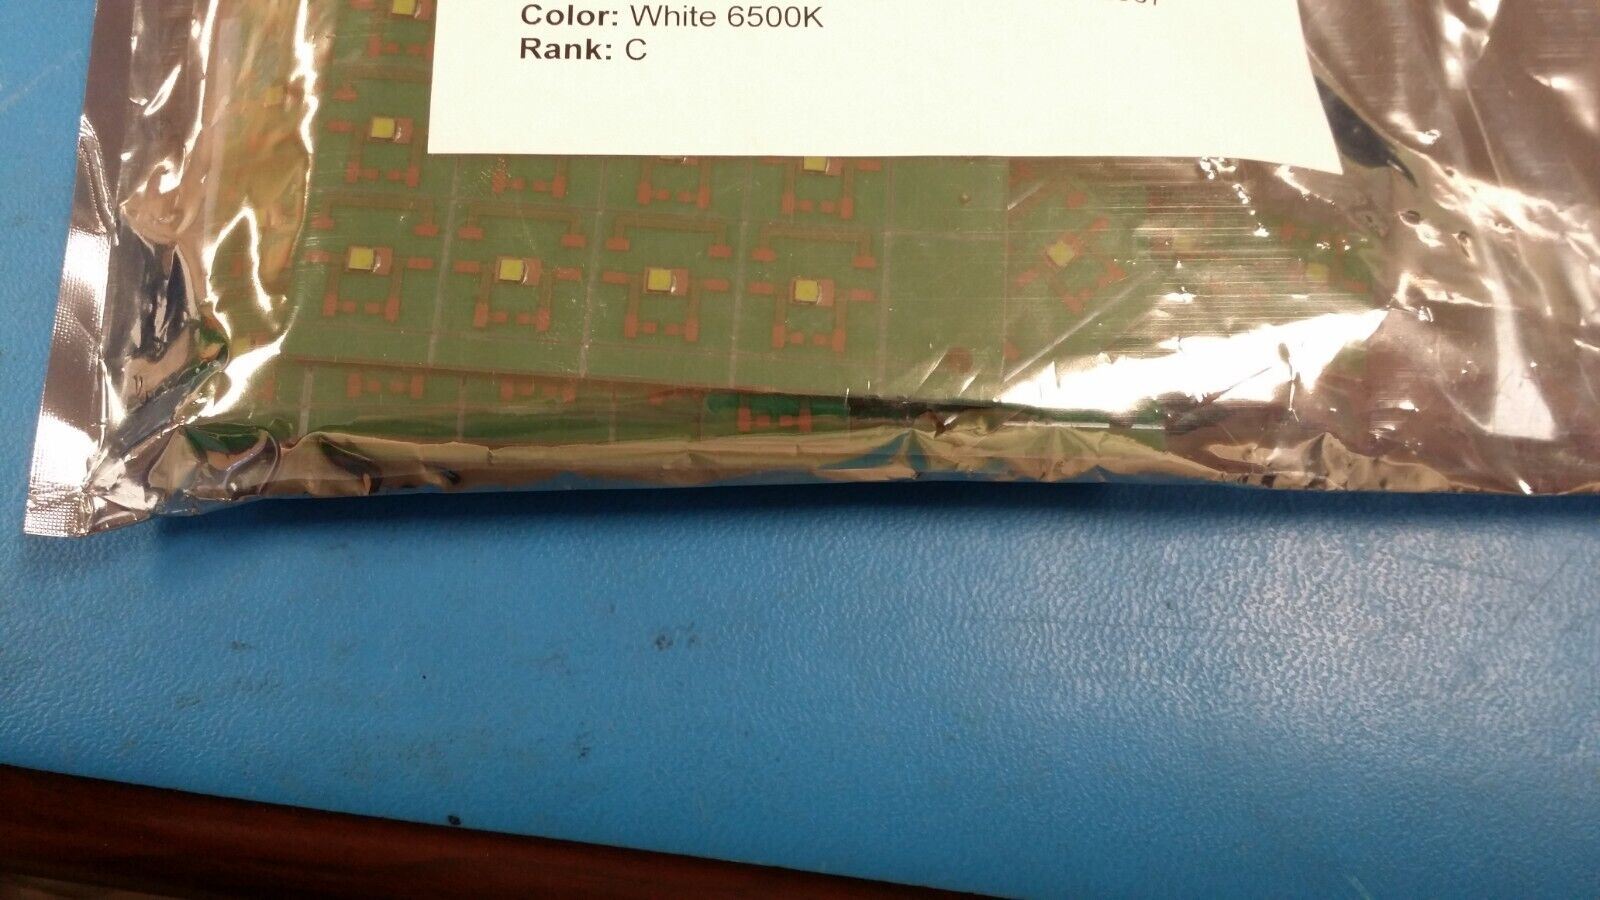 Color: White 6500K
Rank: C